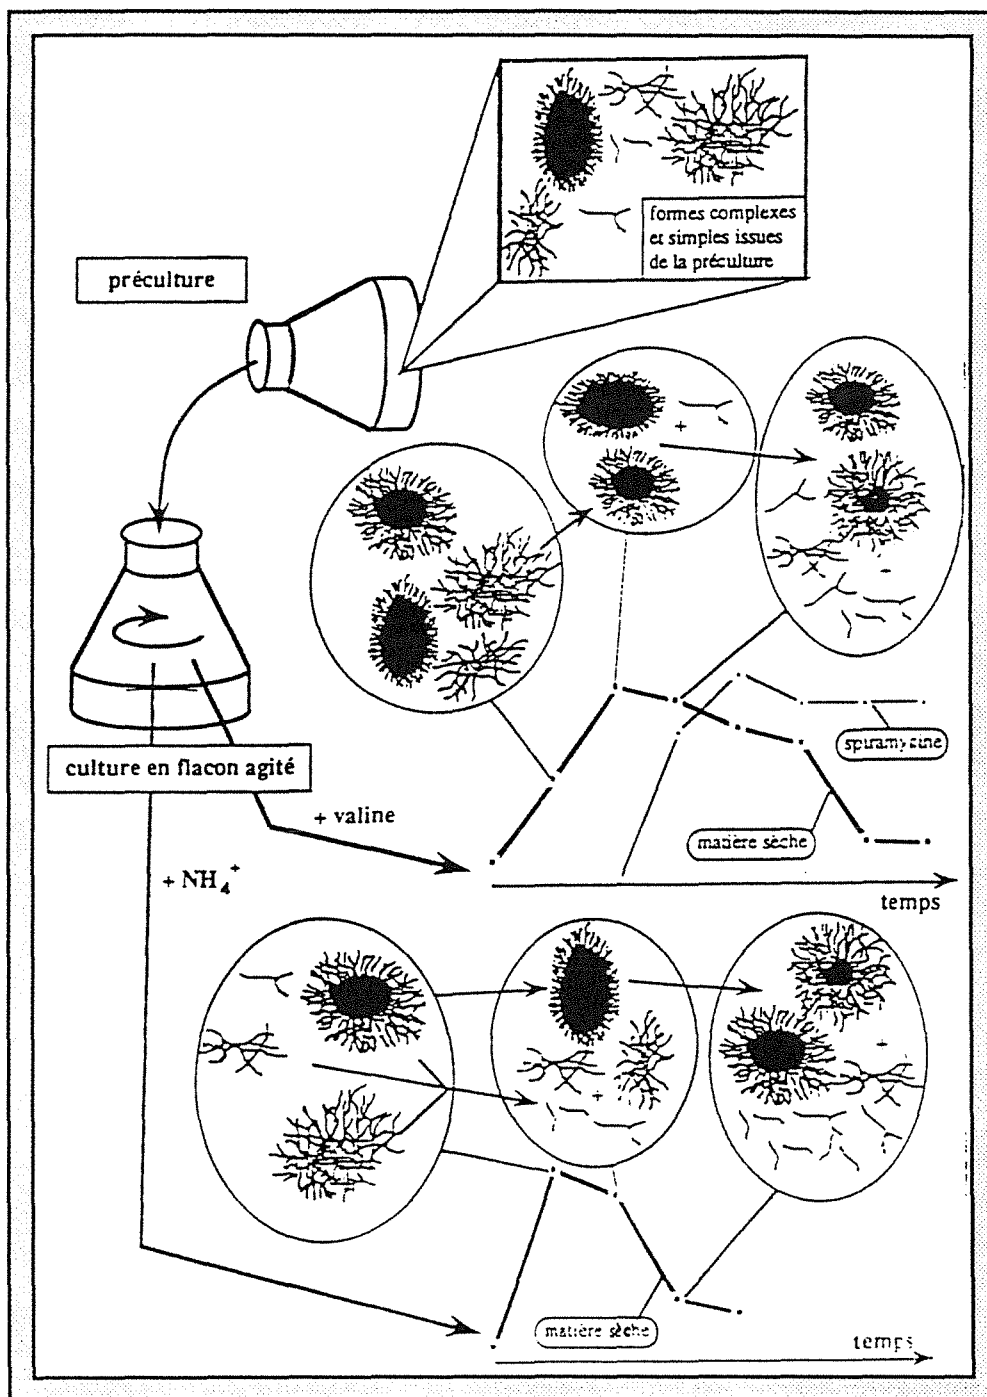 formes complexes
et simples issues
de la préculture
préculture
spiramycine
culture en flacon agité
+ valine
matière sèche
+ NH₄⁺
temps
matière sèche
temps